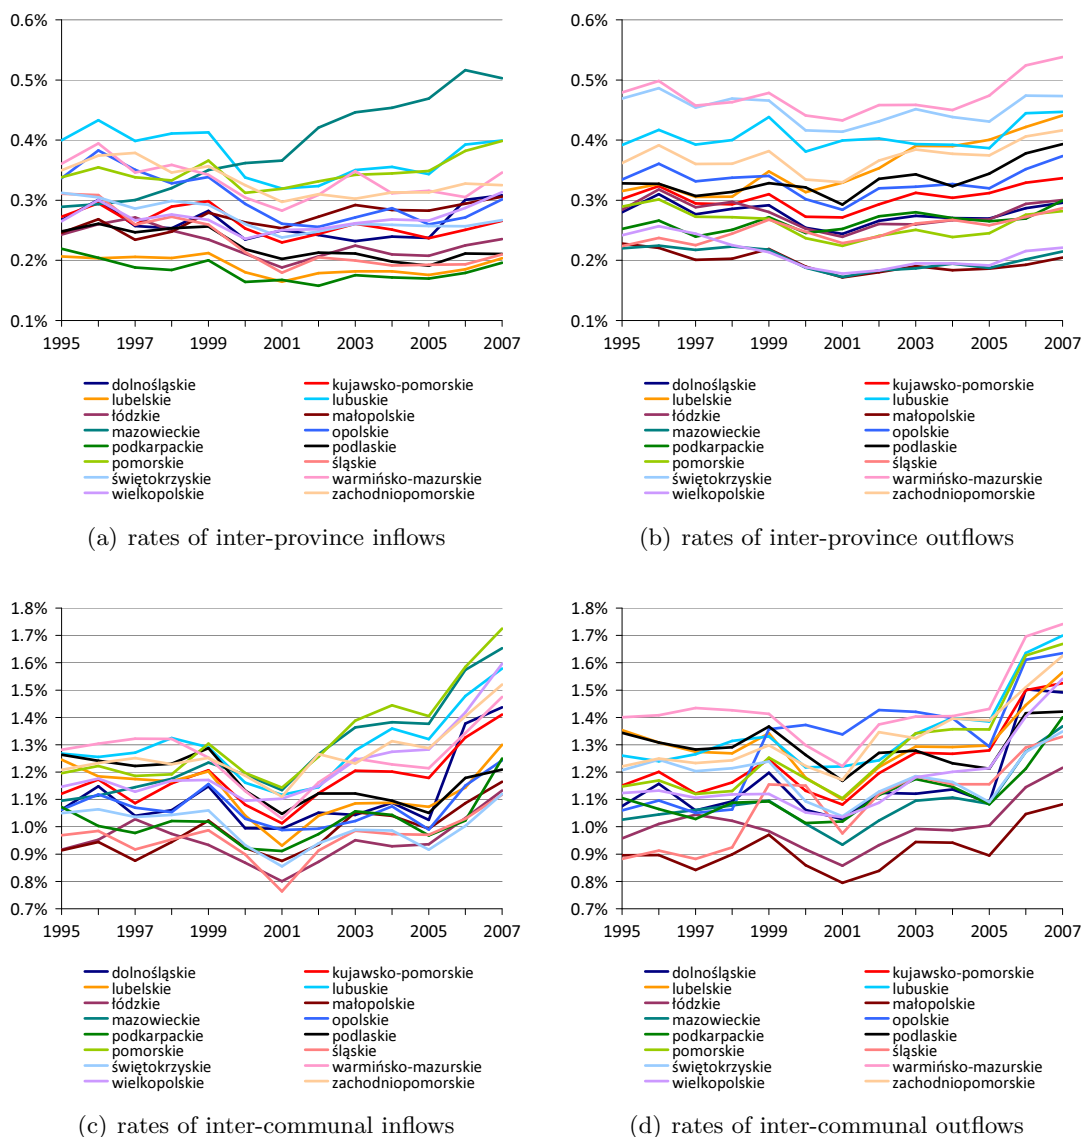 0.6%
0.5%
0.4%
0.3%
0.2%
0.1%
1995 1997 1999 2001 2003 2005 2007
dolnośląskie kujawsko-pomorskie
lubelskie lubuskie
łódzkie małopolskie
mazowieckie opolskie
podkarpackie podlaskie
pomorskie śląskie
świętokrzyskie warmińsko-mazurskie
wielkopolskie zachodniopomorskie
(a) rates of inter-province inflows
0.6%
0.5%
0.4%
0.3%
0.2%
0.1%
1995 1997 1999 2001 2003 2005 2007
dolnośląskie kujawsko-pomorskie
lubelskie lubuskie
łódzkie małopolskie
mazowieckie opolskie
podkarpackie podlaskie
pomorskie śląskie
świętokrzyskie warmińsko-mazurskie
wielkopolskie zachodniopomorskie
(b) rates of inter-province outflows
1.8%
1.7%
1.6%
1.5%
1.4%
1.3%
1.2%
1.1%
1.0%
0.9%
0.8%
0.7%
1995 1997 1999 2001 2003 2005 2007
dolnośląskie kujawsko-pomorskie
lubelskie lubuskie
łódzkie małopolskie
mazowieckie opolskie
podkarpackie podlaskie
pomorskie śląskie
świętokrzyskie warmińsko-mazurskie
wielkopolskie zachodniopomorskie
(c) rates of inter-communal inflows
1.8%
1.7%
1.6%
1.5%
1.4%
1.3%
1.2%
1.1%
1.0%
0.9%
0.8%
0.7%
1995 1997 1999 2001 2003 2005 2007
dolnośląskie kujawsko-pomorskie
lubelskie lubuskie
łódzkie małopolskie
mazowieckie opolskie
podkarpackie podlaskie
pomorskie śląskie
świętokrzyskie warmińsko-mazurskie
wielkopolskie zachodniopomorskie
(d) rates of inter-communal outflows